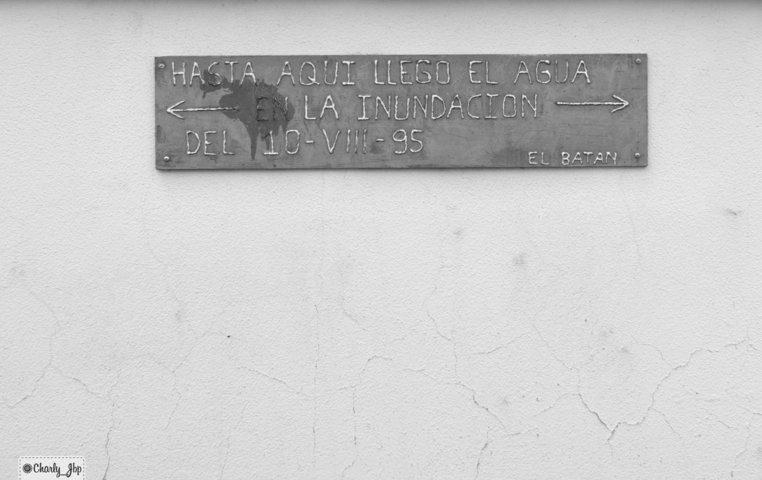 HASTA AQUI LLEGO EL AGUA
← EN LA INUNDACION →
DEL 10-VIII-95
EL BATAN
@Charly_Jbp